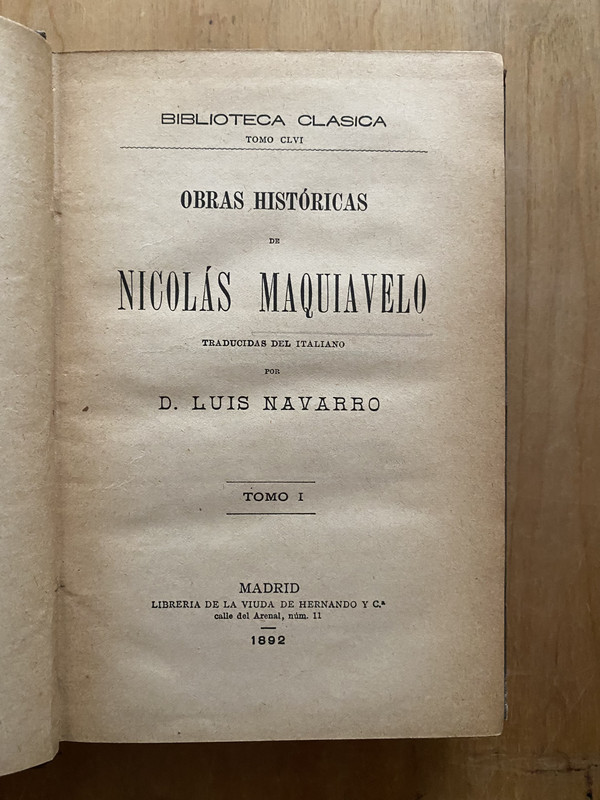 BIBLIOTECA CLASICA
TOMO CLVI
OBRAS HISTÓRICAS
DE
NICOLÁS MAQUIAVELO
TRADUCIDAS DEL ITALIANO
POR
D. LUIS NAVARRO
TOMO I
MADRID
LIBRERIA DE LA VIUDA DE HERNANDO Y C.ª
calle del Arenal, núm. 11
1892